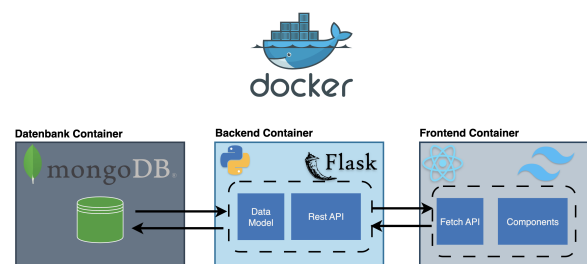 docker
Datenbank Container
Backend Container
Frontend Container
mongoDB®
Flask
Data
Model
Rest API
Fetch API
Components